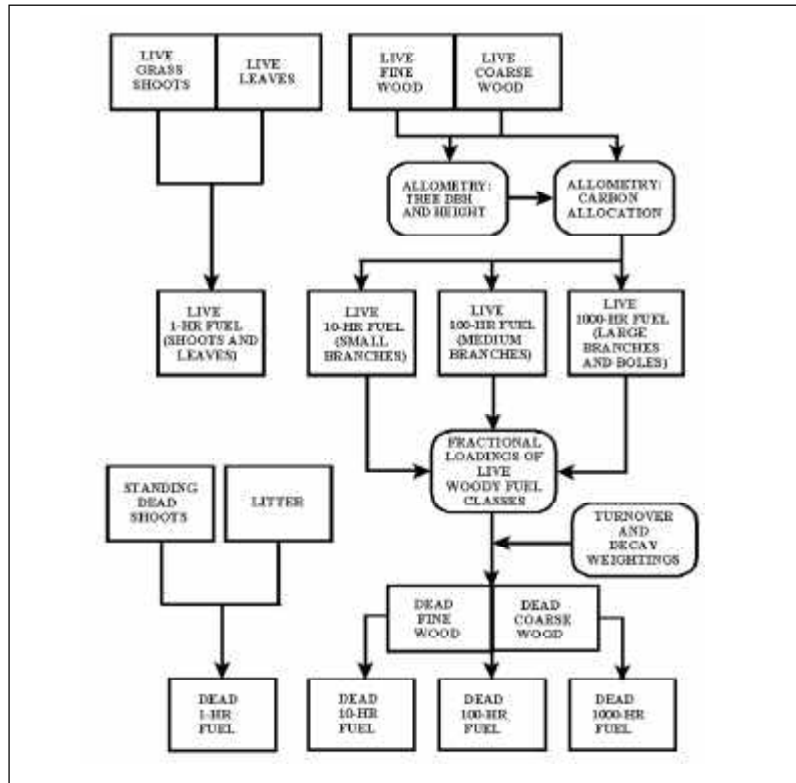 LIVE
GRASS
SHOOTS
LIVE
LEAVES
LIVE
FINE
WOOD
LIVE
COARSE
WOOD
ALLOMETRY:
TREE DBH
AND HEIGHT
ALLOMETRY:
CARBON
ALLOCATION
LIVE
1-HR FUEL
(SHOOTS AND
LEAVES)
LIVE
10-HR FUEL
(SMALL
BRANCHES)
LIVE
100-HR FUEL
(MEDIUM
BRANCHES)
LIVE
1000-HR FUEL
(LARGE
BRANCHES
AND BOLES)
FRACTIONAL
LOADINGS OF
LIVE
WOODY FUEL
CLASSES
STANDING
DEAD
SHOOTS
LITTER
TURNOVER
AND
DECAY
WEIGHTINGS
DEAD
FINE
WOOD
DEAD
COARSE
WOOD
DEAD
1-HR
FUEL
DEAD
10-HR
FUEL
DEAD
100-HR
FUEL
DEAD
1000-HR
FUEL